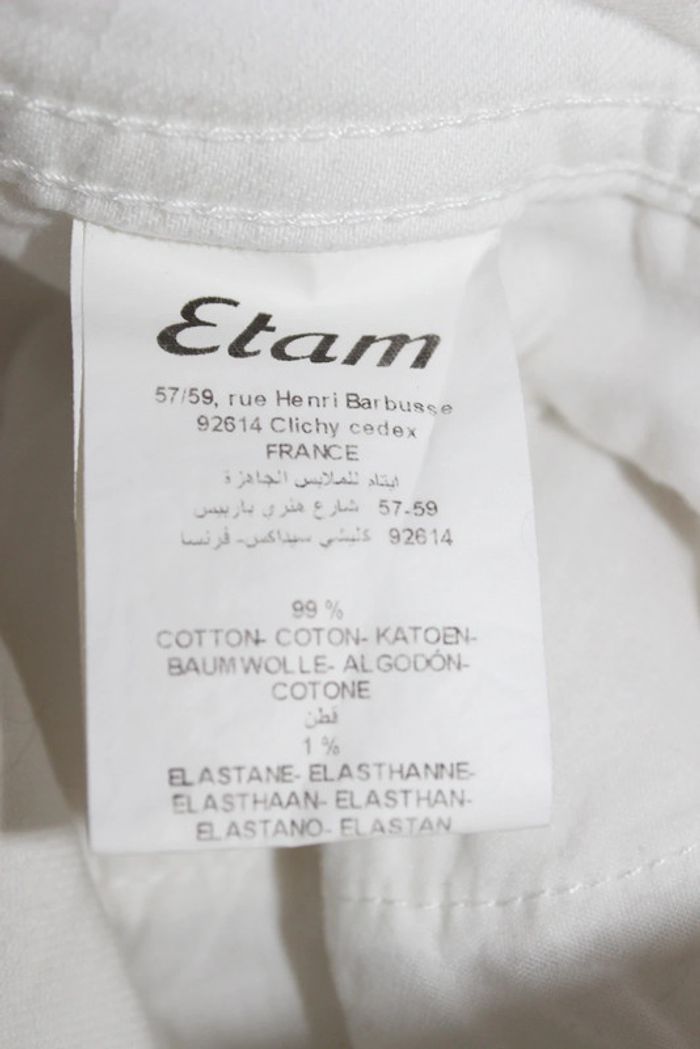 Etam
57/59, rue Henri Barbusse
92614 Clichy cedex
FRANCE
ايتام للملابس الجاهزة
57-59 شارع هنري باربيس
92614 كليشي سيداكس- فرنسا
99 %
COTTON- COTON- KATOEN-
BAUMWOLLE- ALGODÓN-
COTONE
قطن
1 %
ELASTANE- ELASTHANNE-
ELASTHAAN- ELASTHAN-
ELASTANO- ELASTAN